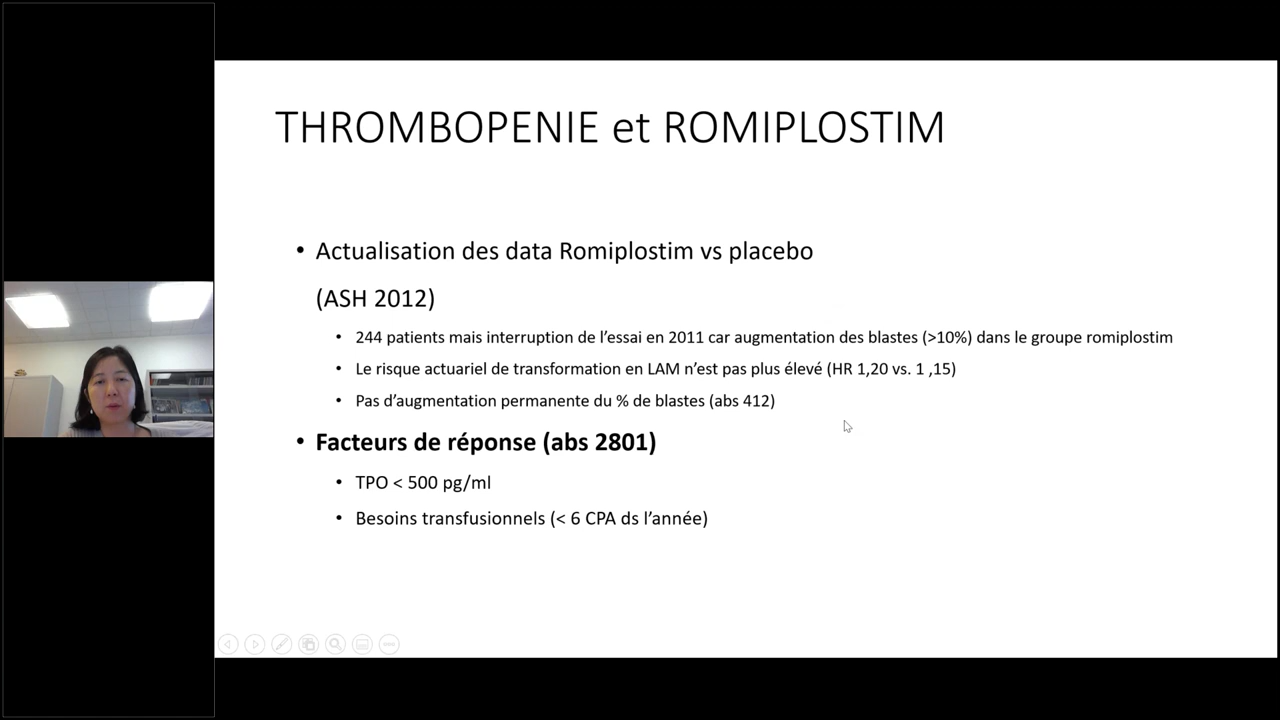 THROMBOPENIE et ROMIPLOSTIM
• Actualisation des data Romiplostim vs placebo
(ASH 2012)
• 244 patients mais interruption de l’essai en 2011 car augmentation des blastes (>10%) dans le groupe romiplostim
• Le risque actuariel de transformation en LAM n’est pas plus élevé (HR 1,20 vs. 1 ,15)
• Pas d’augmentation permanente du % de blastes (abs 412)
• Facteurs de réponse (abs 2801)
• TPO < 500 pg/ml
• Besoins transfusionnels (< 6 CPA ds l’année)